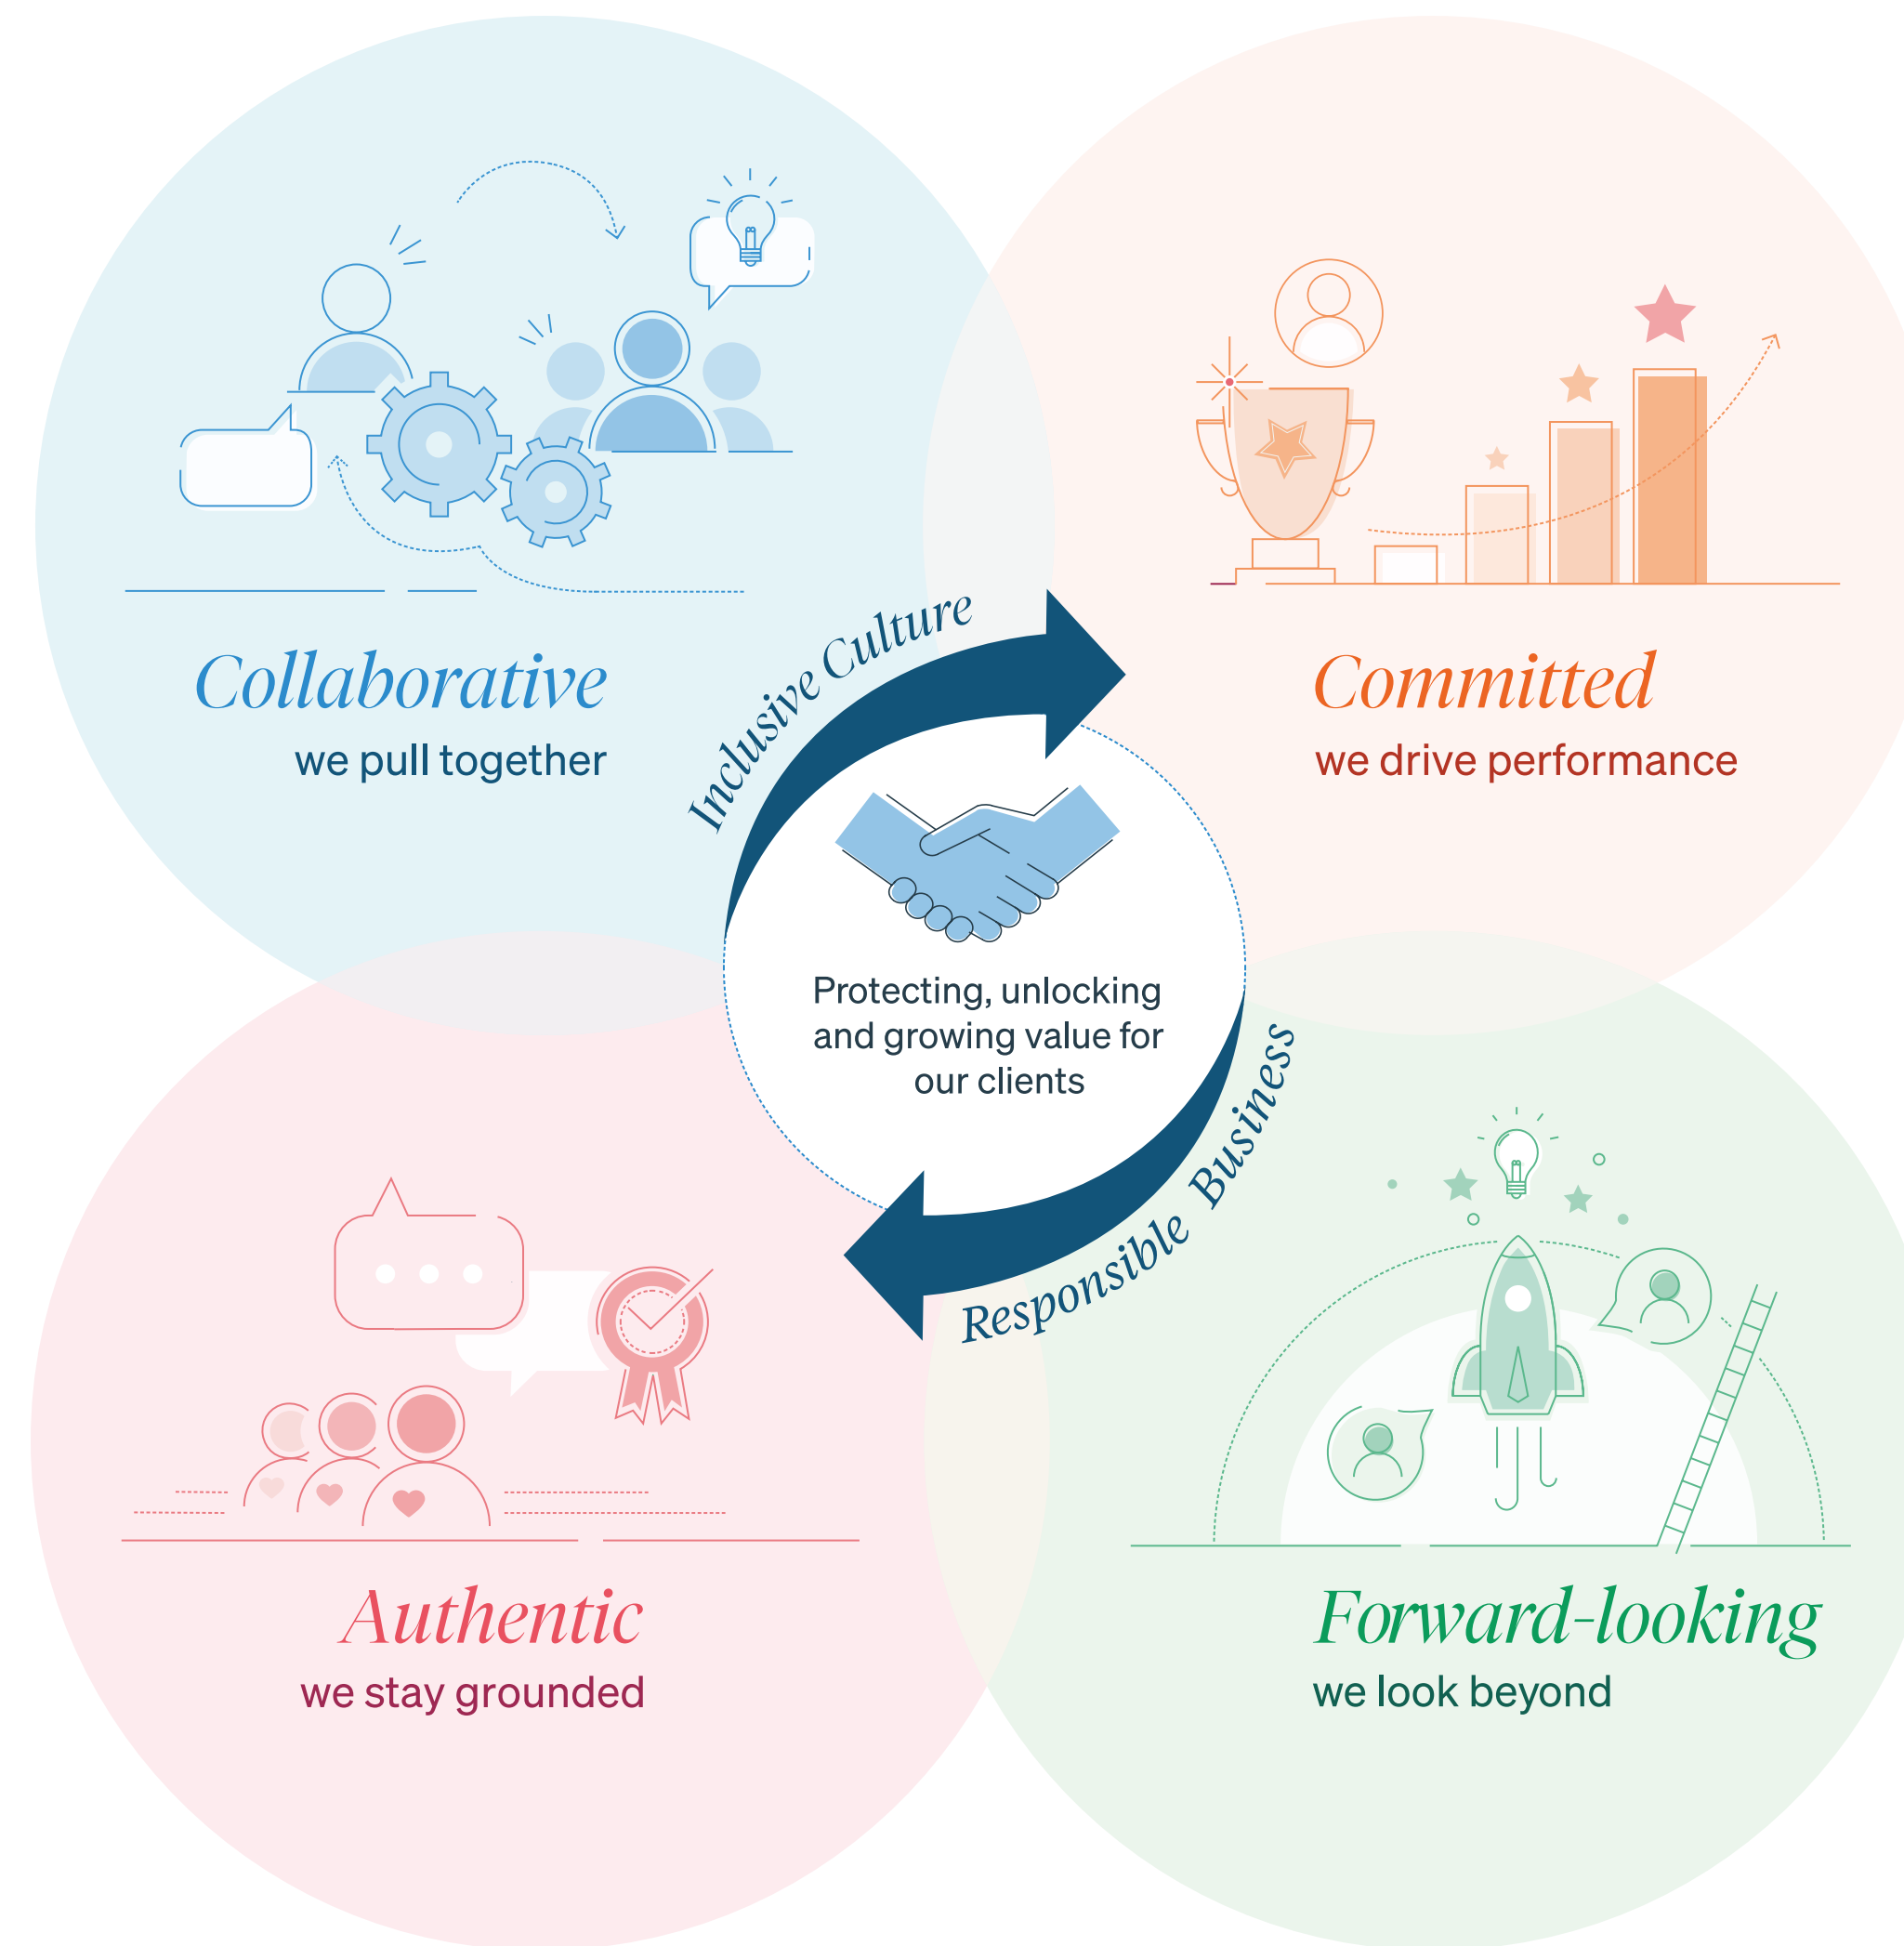 Collaborative
we pull together
Committed
we drive performance
Inclusive Culture
Protecting, unlocking
and growing value for
our clients
Responsible Business
Authentic
we stay grounded
Forward-looking
we look beyond